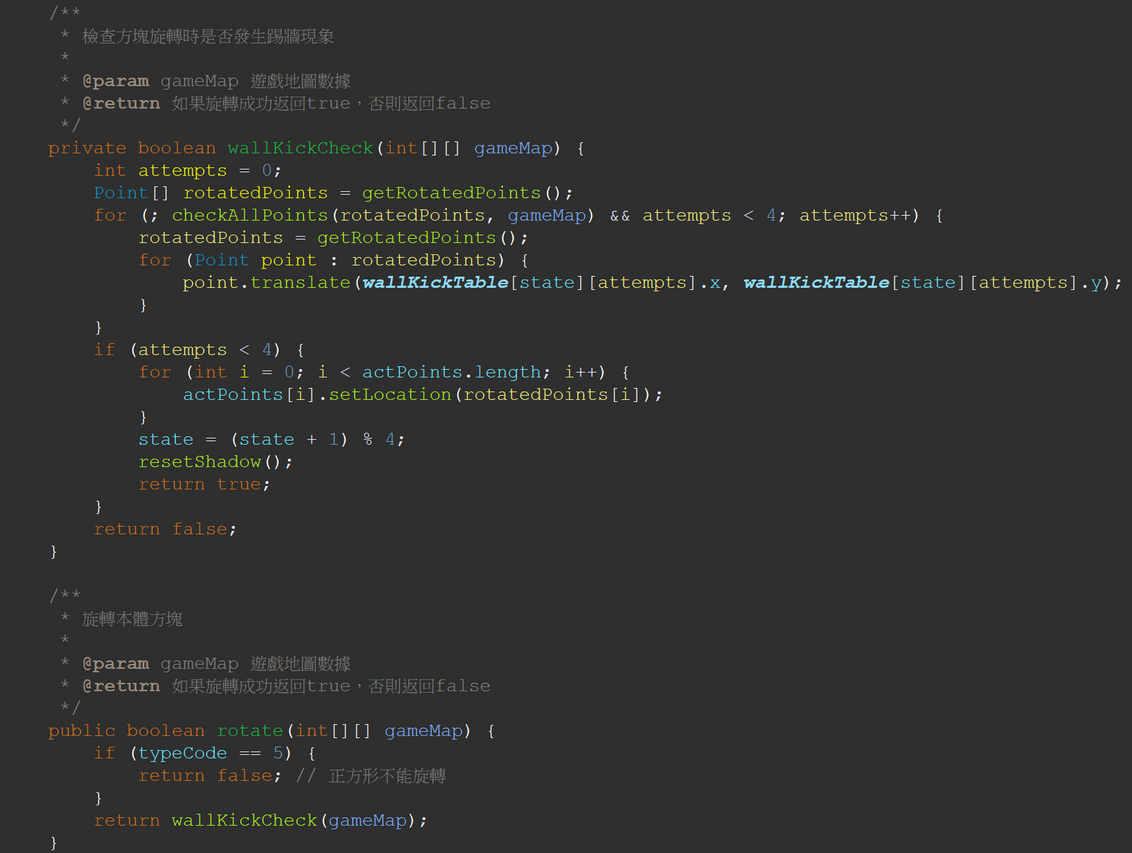 /**
 * 檢查方塊旋轉時是否發生踢牆現象
 *
 * @param gameMap 遊戲地圖數據
 * @return 如果旋轉成功返回true，否則返回false
 */
private boolean wallKickCheck(int[][] gameMap) {
    int attempts = 0;
    Point[] rotatedPoints = getRotatedPoints();
    for (; checkAllPoints(rotatedPoints, gameMap) && attempts < 4; attempts++) {
        rotatedPoints = getRotatedPoints();
        for (Point point : rotatedPoints) {
            point.translate(wallKickTable[state][attempts].x, wallKickTable[state][attempts].y);
        }
    }
    if (attempts < 4) {
        for (int i = 0; i < actPoints.length; i++) {
            actPoints[i].setLocation(rotatedPoints[i]);
        }
        state = (state + 1) % 4;
        resetShadow();
        return true;
    }
    return false;
}

/**
 * 旋轉本體方塊
 *
 * @param gameMap 遊戲地圖數據
 * @return 如果旋轉成功返回true，否則返回false
 */
public boolean rotate(int[][] gameMap) {
    if (typeCode == 5) {
        return false; // 正方形不能旋轉
    }
    return wallKickCheck(gameMap);
}